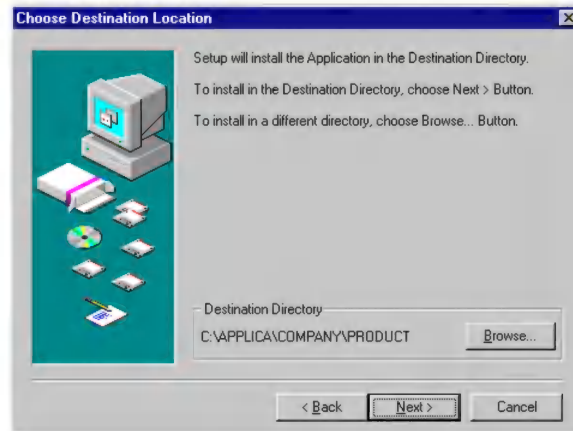 Choose Destination Location
Setup will install the Application in the Destination Directory.
To install in the Destination Directory, choose Next > Button.
To install in a different directory, choose Browse... Button.
Destination Directory
C:\APPLICA\COMPANY\PRODUCT
Browse...
< Back
Next >
Cancel